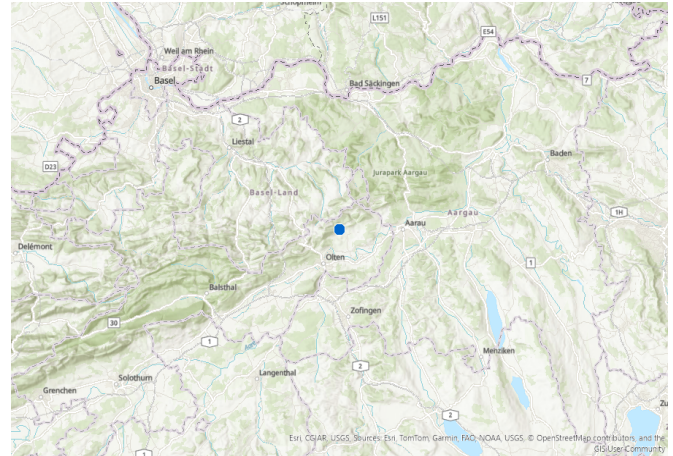 Schopfheim
L151
E54
Weil am Rhein
Basel-Stadt
Basel
Bad Säckingen
7
2
Liestal
Baden
D23
Jurapark Aargau
Basel-Land
Aargau
1H
Aarau
Delémont
Olten
1
Balsthal
Zofingen
30
1
Menziken
Langenthal
2
Solothurn
Grenchen
2
Zu
Esri, CGIAR, USGS, Sources: Esri, TomTom, Garmin, FAO, NOAA, USGS, © OpenStreetMap contributors, and the
GIS User Community